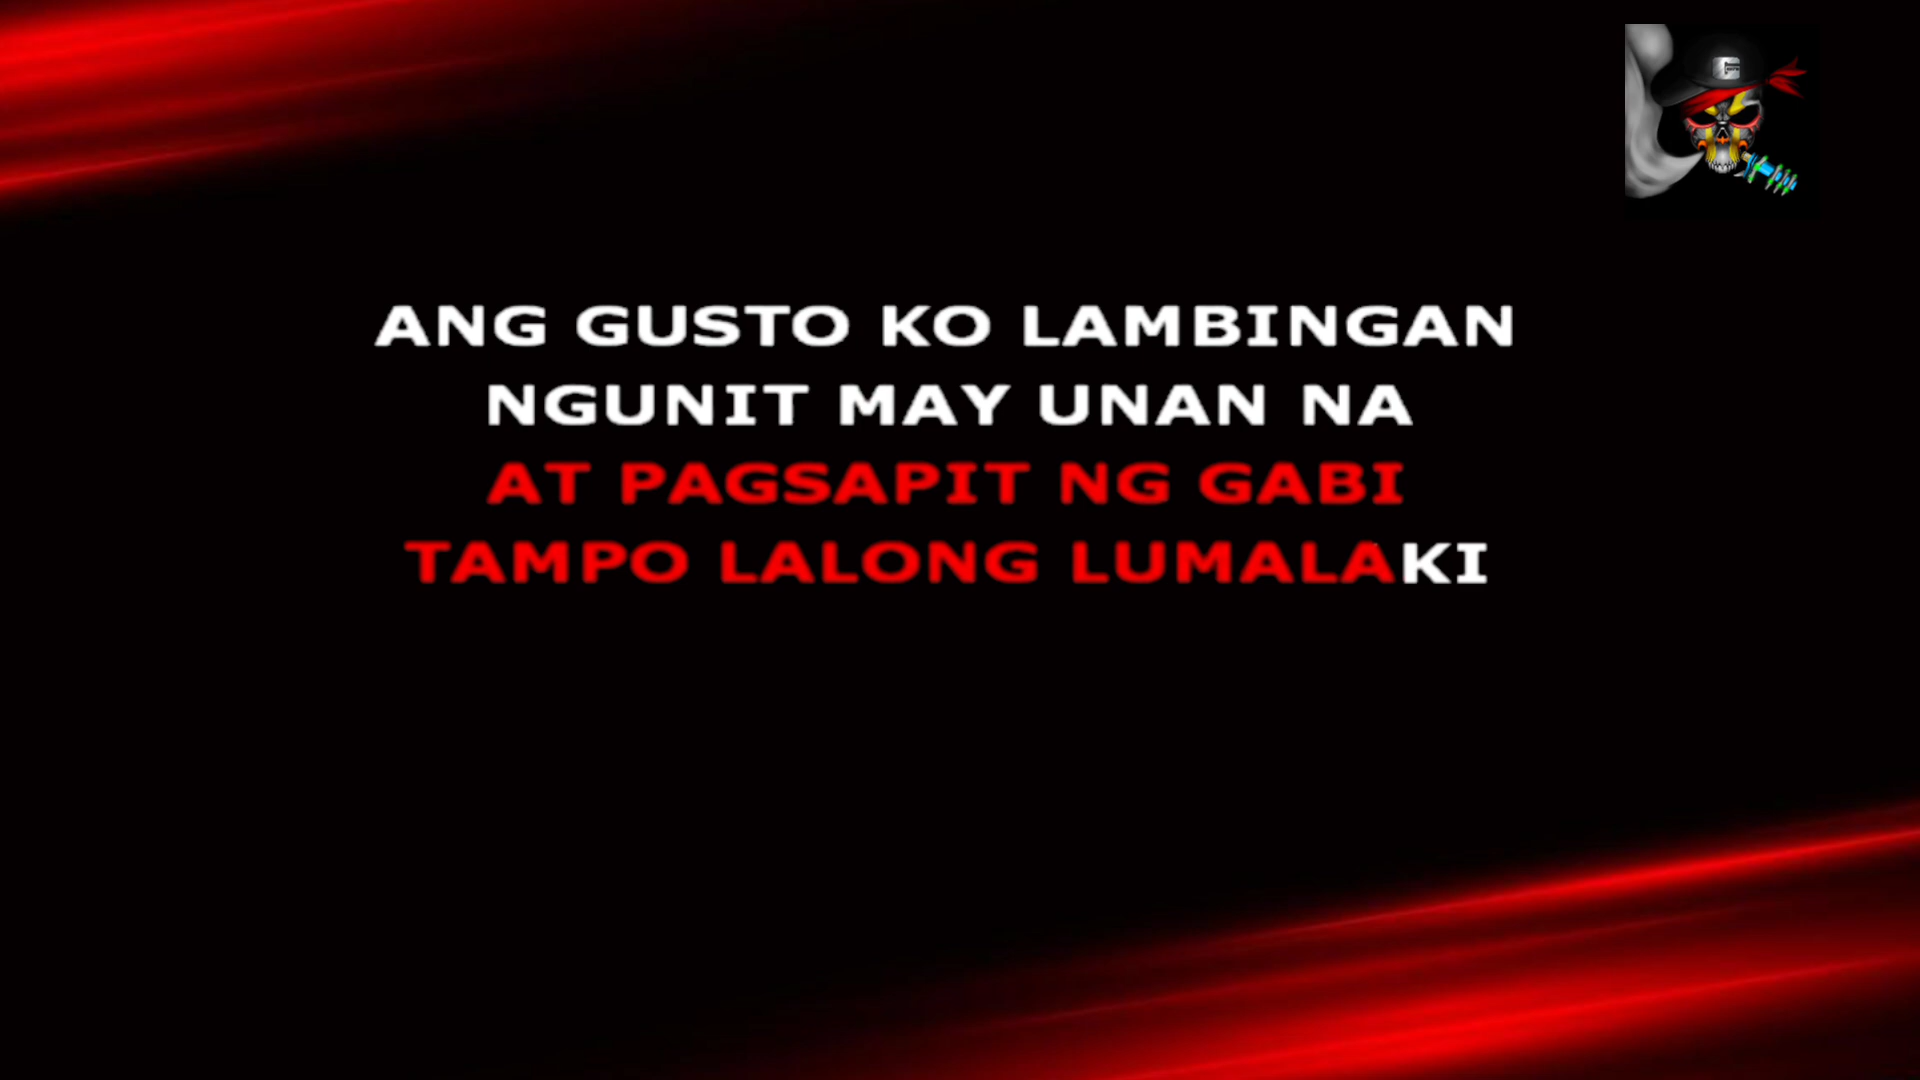 ANG GUSTO KO LAMBINGAN
NGUNIT MAY UNAN NA
AT PAGSAPIT NG GABI
TAMPO LALONG LUMALAKI